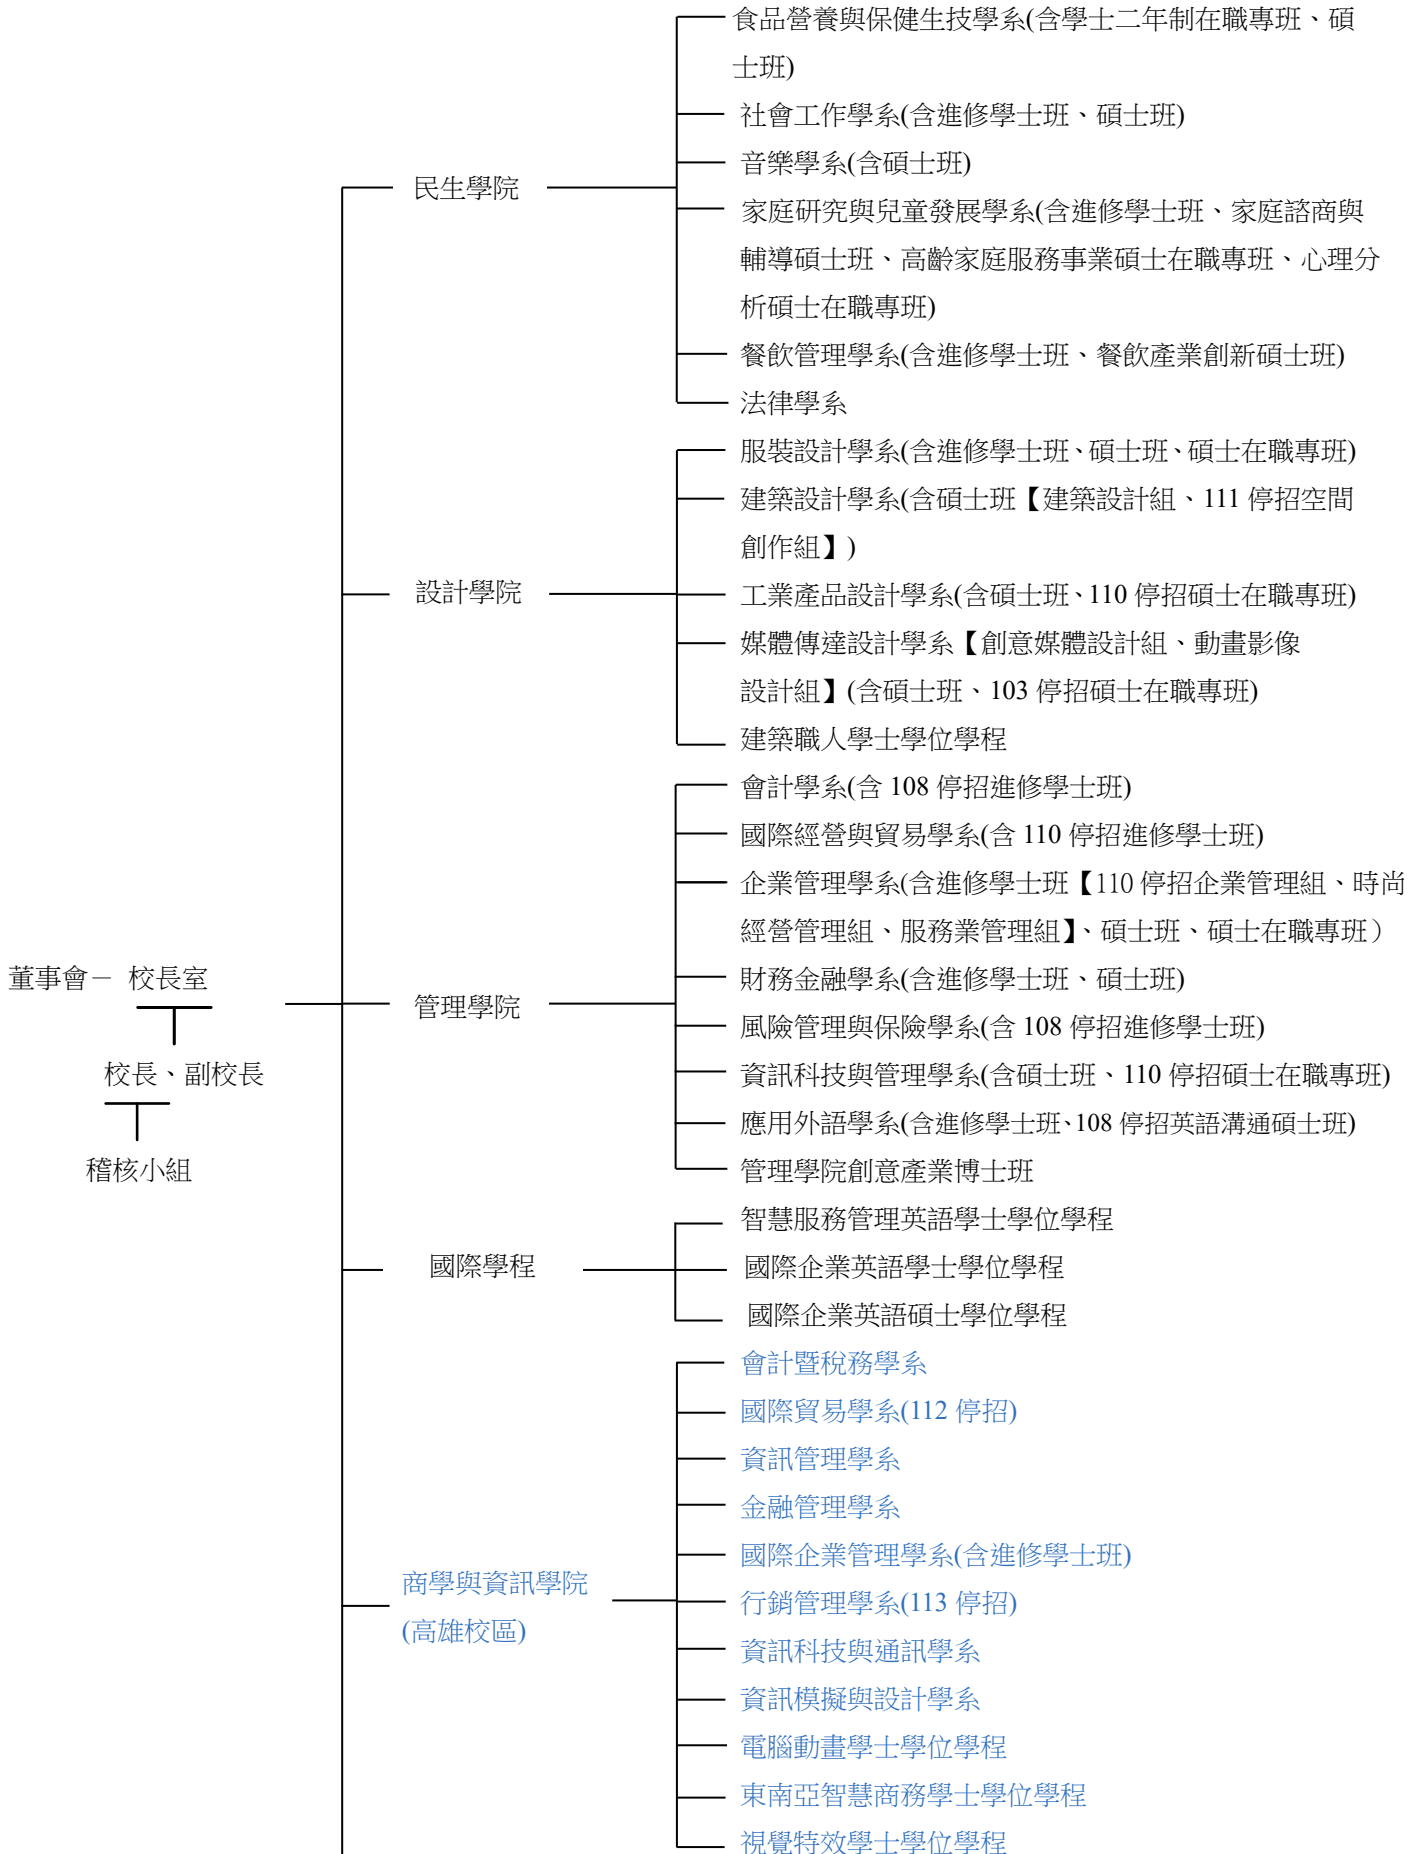 食品營養與保健生技學系(含學士二年制在職專班、碩
士班)
社會工作學系(含進修學士班、碩士班)
音樂學系(含碩士班)
民生學院
家庭研究與兒童發展學系(含進修學士班、家庭諮商與
輔導碩士班、高齡家庭服務事業碩士在職專班、心理分
析碩士在職專班)
餐飲管理學系(含進修學士班、餐飲產業創新碩士班)
法律學系
服裝設計學系(含進修學士班、碩士班、碩士在職專班)
建築設計學系(含碩士班【建築設計組、111 停招空間
創作組】)
設計學院
工業產品設計學系(含碩士班、110 停招碩士在職專班)
媒體傳達設計學系【創意媒體設計組、動畫影像
設計組】(含碩士班、103 停招碩士在職專班)
建築職人學士學位學程
會計學系(含 108 停招進修學士班)
國際經營與貿易學系(含 110 停招進修學士班)
企業管理學系(含進修學士班【110 停招企業管理組、時尚
經營管理組、服務業管理組】、碩士班、碩士在職專班）
董事會－ 校長室
校長、副校長
稽核小組
管理學院
財務金融學系(含進修學士班、碩士班)
風險管理與保險學系(含 108 停招進修學士班)
資訊科技與管理學系(含碩士班、110 停招碩士在職專班)
應用外語學系(含進修學士班、108 停招英語溝通碩士班)
管理學院創意產業博士班
國際學程
智慧服務管理英語學士學位學程
國際企業英語學士學位學程
國際企業英語碩士學位學程
商學與資訊學院
(高雄校區)
會計暨稅務學系
國際貿易學系(112 停招)
資訊管理學系
金融管理學系
國際企業管理學系(含進修學士班)
行銷管理學系(113 停招)
資訊科技與通訊學系
資訊模擬與設計學系
電腦動畫學士學位學程
東南亞智慧商務學士學位學程
視覺特效學士學位學程